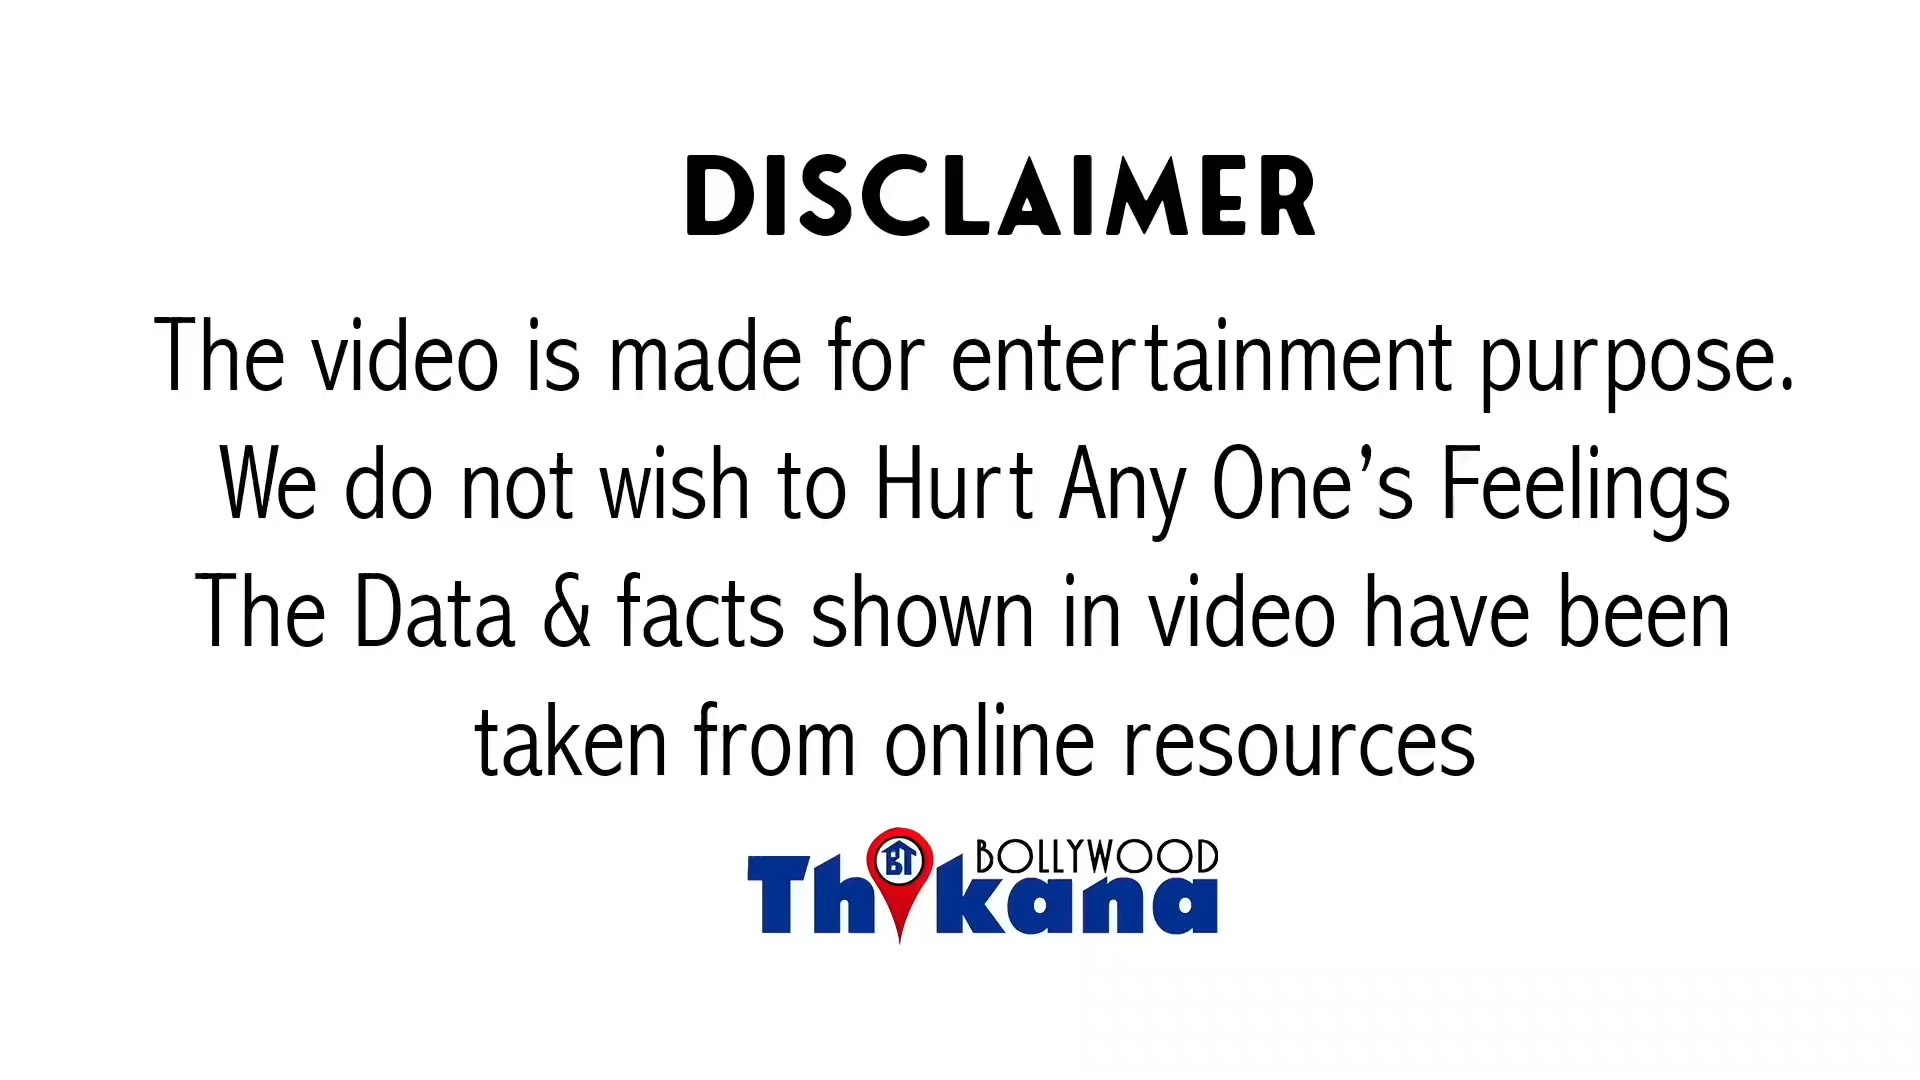 DISCLAIMER
The video is made for entertainment purpose.
We do not wish to Hurt Any One’s Feelings
The Data & facts shown in video have been
taken from online resources
BT BOLLYWOOD
Thikana